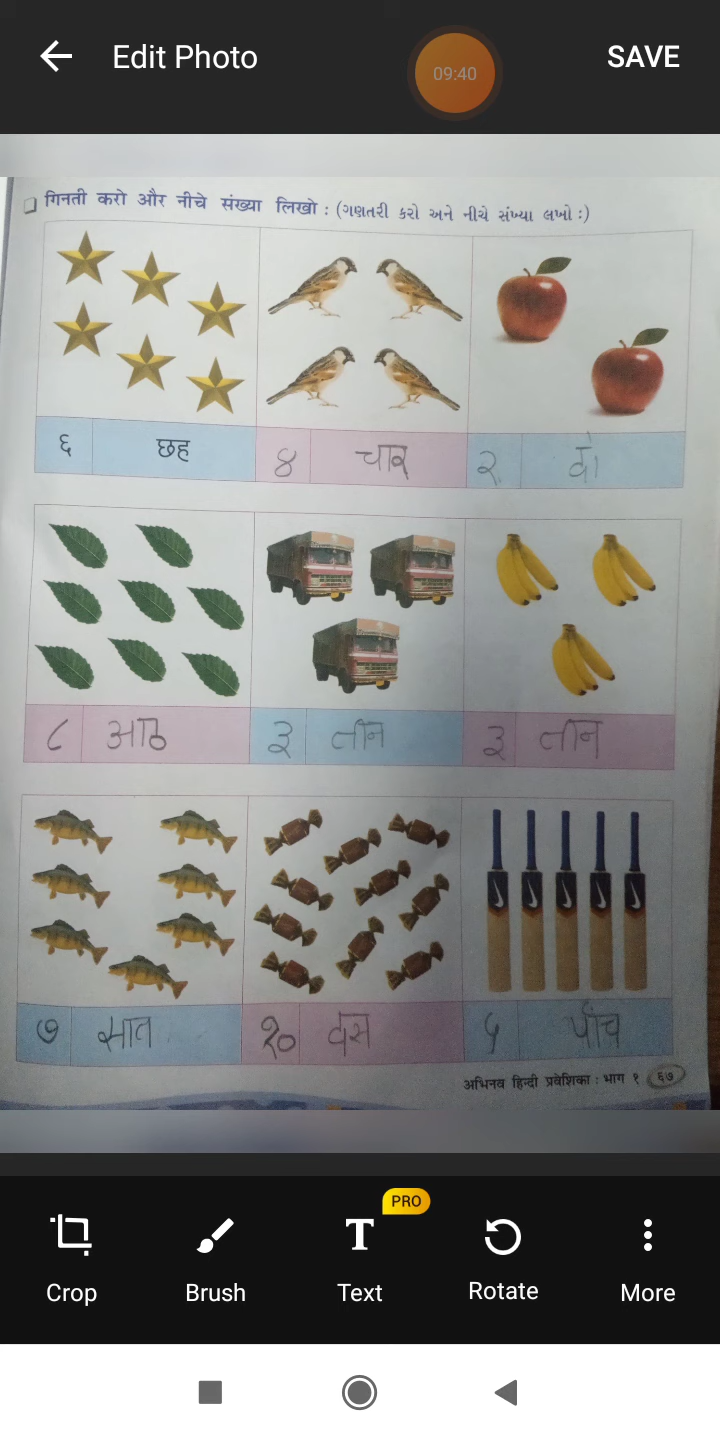 Edit Photo
09:40
SAVE
गिनती करो और नीचे संख्या लिखो : (ગણતરી કરો અને નીચે સંખ્યા લખો :)
६ छह ४ चार २ दो
८ आठ ३ तीन ३ तीन
७ सात १० दस ५ पाँच
अभिनव हिन्दी प्रवेशिका : भाग १ ६७
PRO
T
Crop Brush Text Rotate More